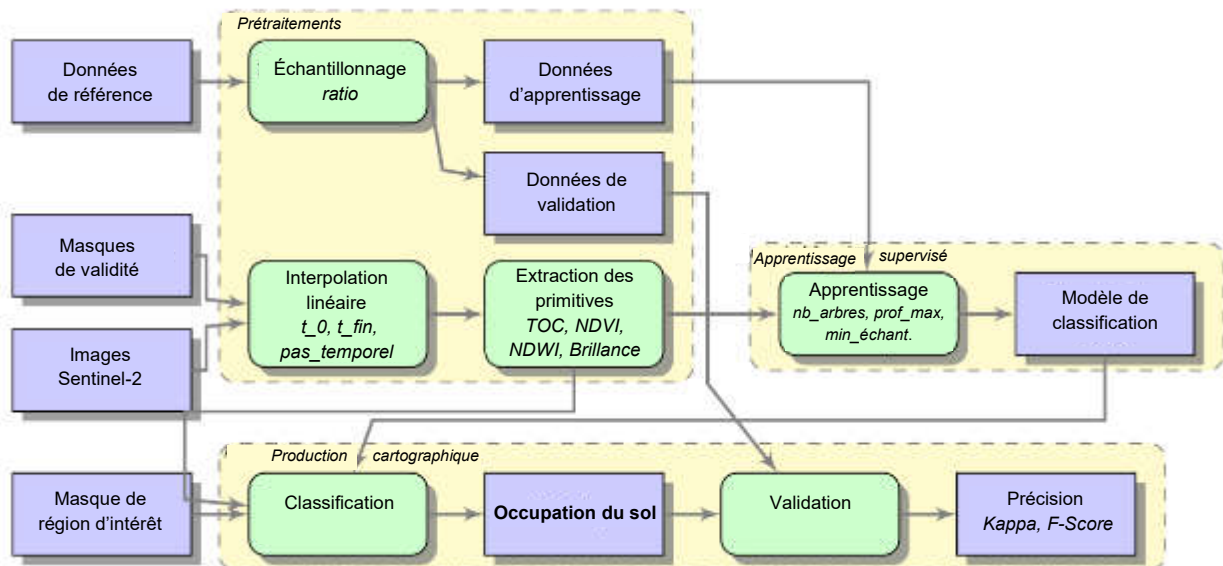 Prétraitements
Données
de référence
Échantillonnage
ratio
Données
d'apprentissage
Données de
validation
Masques
de validité
Images
Sentinel-2
Interpolation
linéaire
t_0, t_fin,
pas_temporel
Extraction des
primitives
TOC, NDVI,
NDWI, Brillance
Apprentissage supervisé
Apprentissage
nb_arbres, prof_max,
min_échant.
Modèle de
classification
Production cartographique
Masque de
région d'intérêt
Classification
Occupation du sol
Validation
Précision
Kappa, F-Score